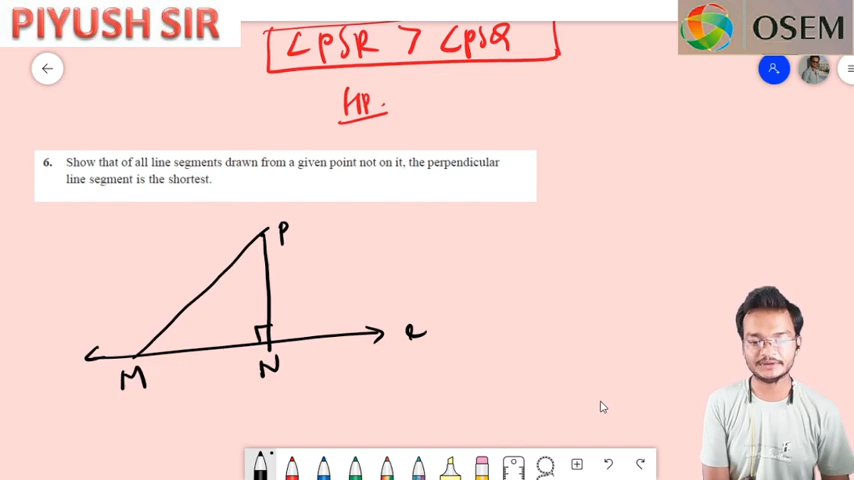 PIYUSH SIR
OSEM
<PSR > <PSQ
HP.
6. Show that of all line segments drawn from a given point not on it, the perpendicular
line segment is the shortest.
P
R
M
N